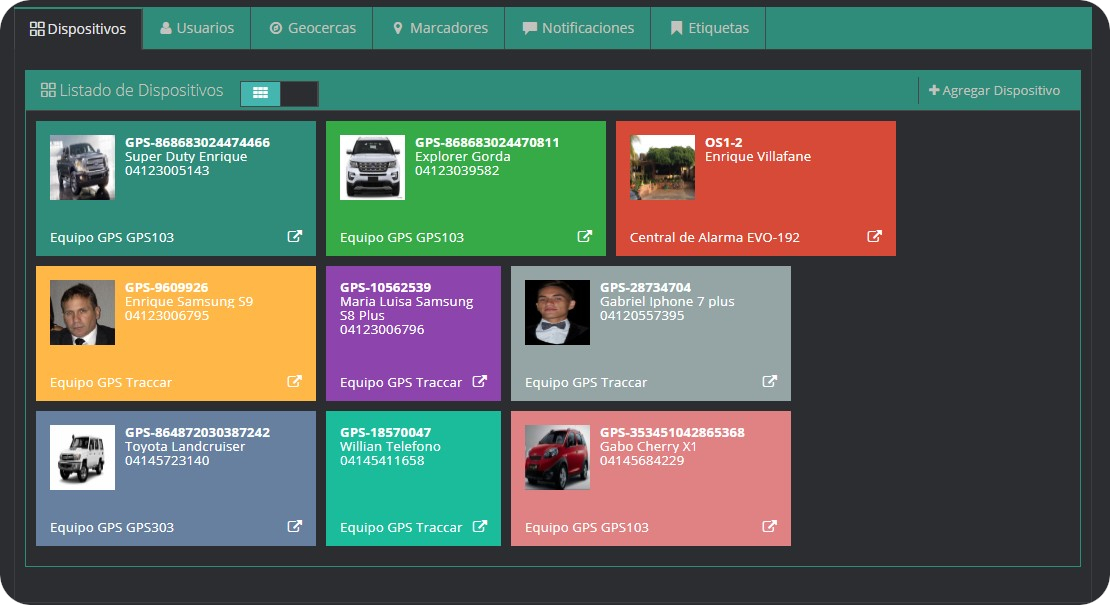 Dispositivos
Usuarios
Geocercas
Marcadores
Notificaciones
Etiquetas
Listado de Dispositivos
Agregar Dispositivo
GPS-868683024474466
Super Duty Enrique
04123005143
Equipo GPS GPS103
GPS-868683024470811
Explorer Gorda
04123039582
Equipo GPS GPS103
OS1-2
Enrique Villafane
Central de Alarma EVO-192
GPS-9609926
Enrique Samsung S9
04123006795
Equipo GPS Traccar
GPS-10562539
Maria Luisa Samsung
S8 Plus
04123006796
Equipo GPS Traccar
GPS-28734704
Gabriel Iphone 7 plus
04120557395
Equipo GPS Traccar
GPS-864872030387242
Toyota Landcruiser
04145723140
Equipo GPS GPS303
GPS-18570047
Willian Telefono
04145411658
Equipo GPS Traccar
GPS-353451042865368
Gabo Cherry X1
04145684229
Equipo GPS GPS103